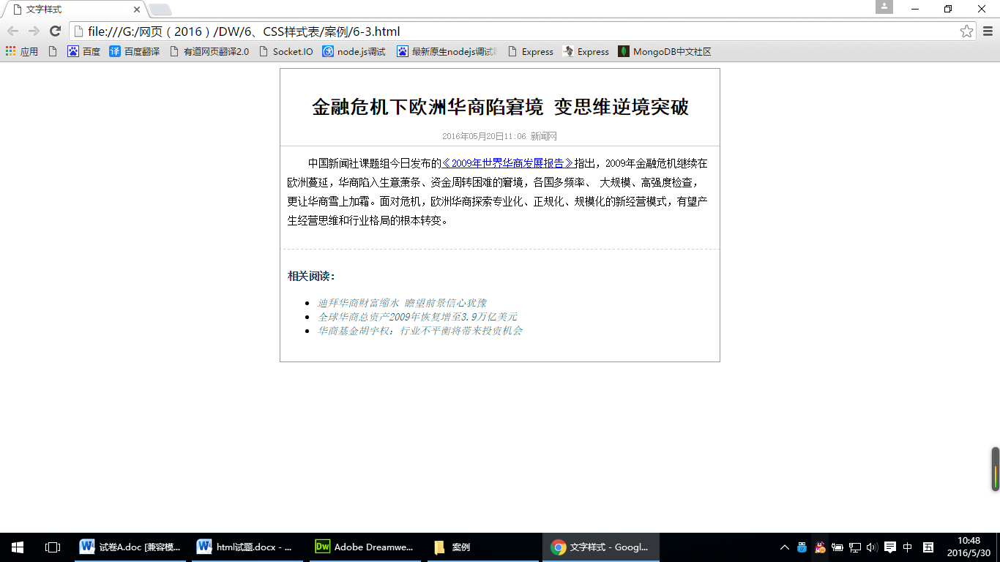 文字样式
file:///G:/网页（2016）/DW/6、CSS样式表/案例/6-3.html
应用 百度 百度翻译 有道网页翻译2.0 Socket.IO node.js调试 最新原生nodejs调试 Express Express MongoDB中文社区
金融危机下欧洲华商陷窘境 变思维逆境突破
2016年05月20日11:06 新闻网
中国新闻社课题组今日发布的《2009年世界华商发展报告》指出，2009年金融危机继续在
欧洲蔓延，华商陷入生意萧条、资金周转困难的窘境，各国多频率、 大规模、高强度检查，
更让华商雪上加霜。面对危机，欧洲华商探索专业化、正规化、规模化的新经营模式，有望产
生经营思维和行业格局的根本转变。
相关阅读：
迪拜华商财富缩水 瞻望前景信心犹豫
全球华商总资产2009年恢复增至3.9万亿美元
华商基金胡宇权：行业不平衡将带来投资机会
试卷A.doc [兼容模... html试题.docx - ... Dw Adobe Dreamwe... 案例 文字样式 - Googl... 中 五 10:48
2016/5/30